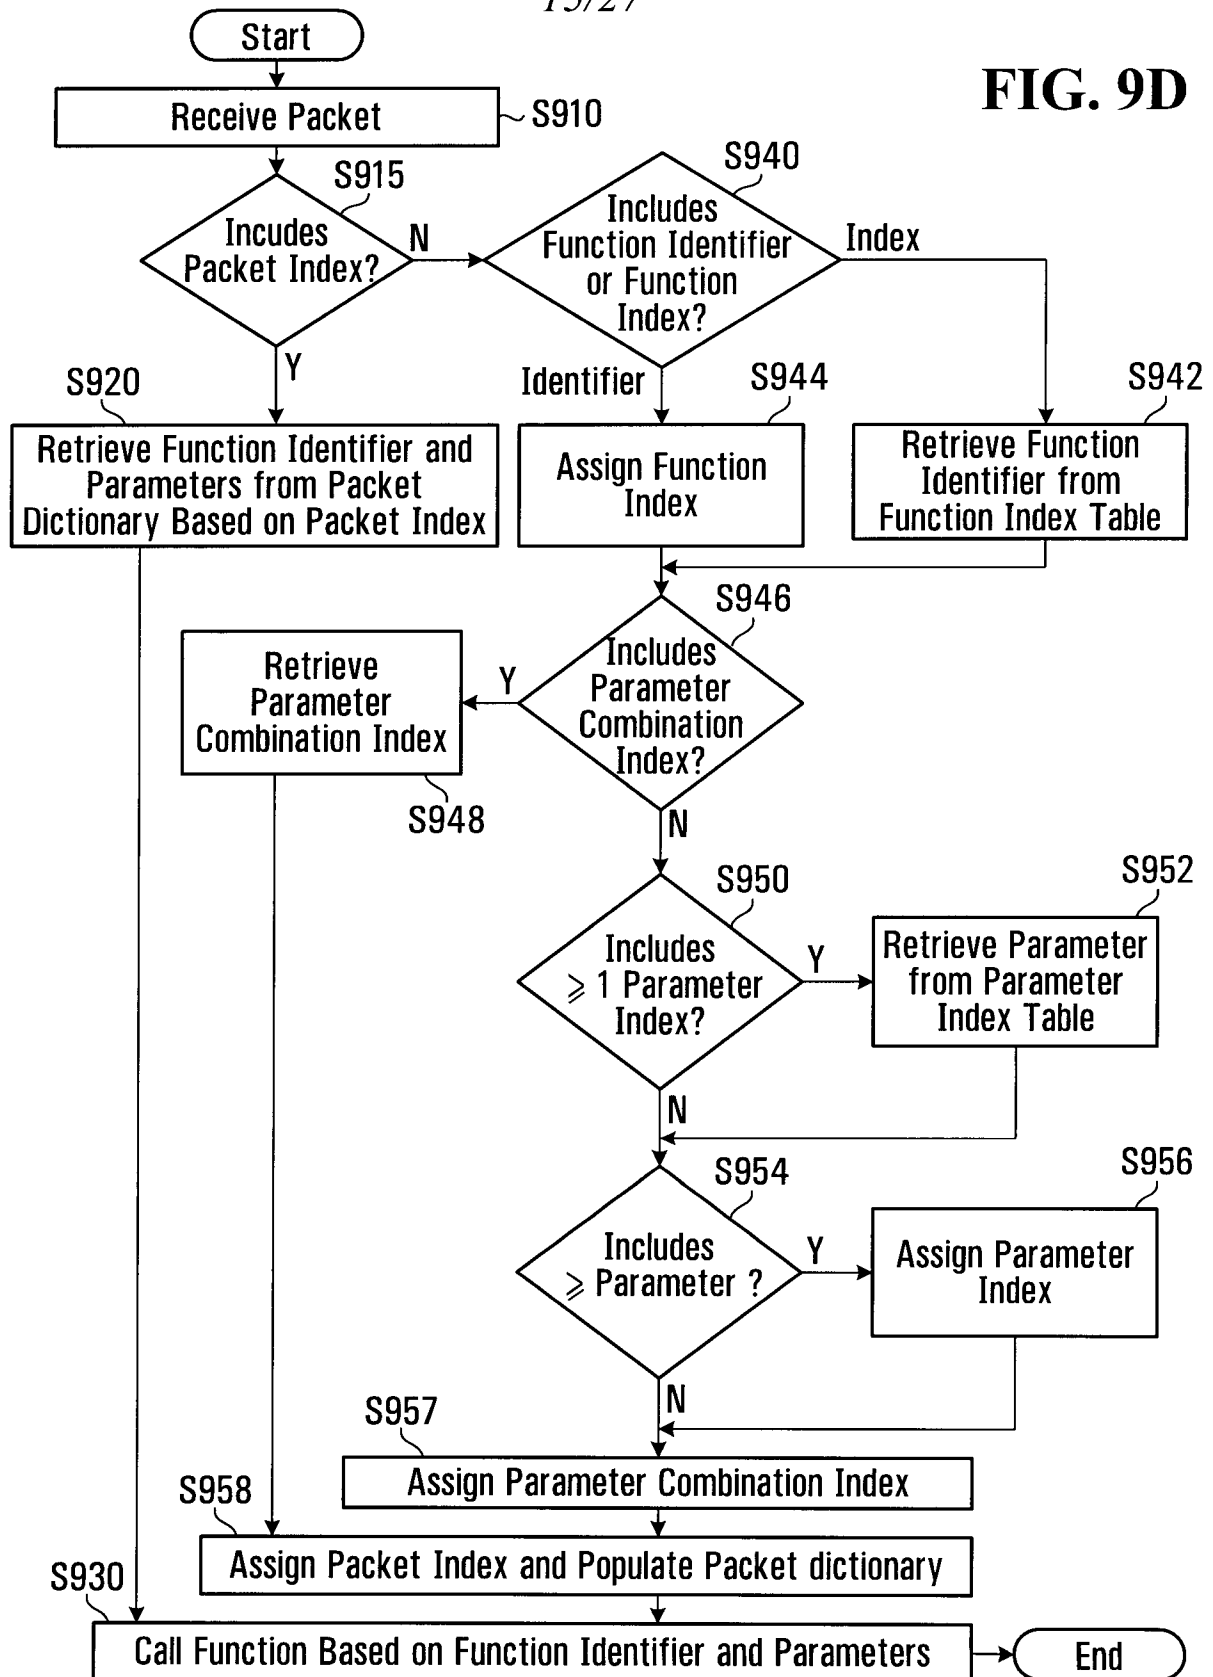 Start
FIG. 9D
Receive Packet
S910
S915
S940
Incudes
Packet Index?
N
Includes
Function Identifier
or Function
Index?
Index
Y
Identifier
S920
S944
S942
Retrieve Function Identifier and
Parameters from Packet
Dictionary Based on Packet Index
Assign Function
Index
Retrieve Function
Identifier from
Function Index Table
S946
Retrieve
Parameter
Combination Index
Y
Includes
Parameter
Combination
Index?
S948
N
S950
S952
Includes
⩾ 1 Parameter
Index?
Y
Retrieve Parameter
from Parameter
Index Table
N
S954
S956
Includes
⩾ Parameter ?
Y
Assign Parameter
Index
N
S957
Assign Parameter Combination Index
S958
Assign Packet Index and Populate Packet dictionary
S930
Call Function Based on Function Identifier and Parameters
End